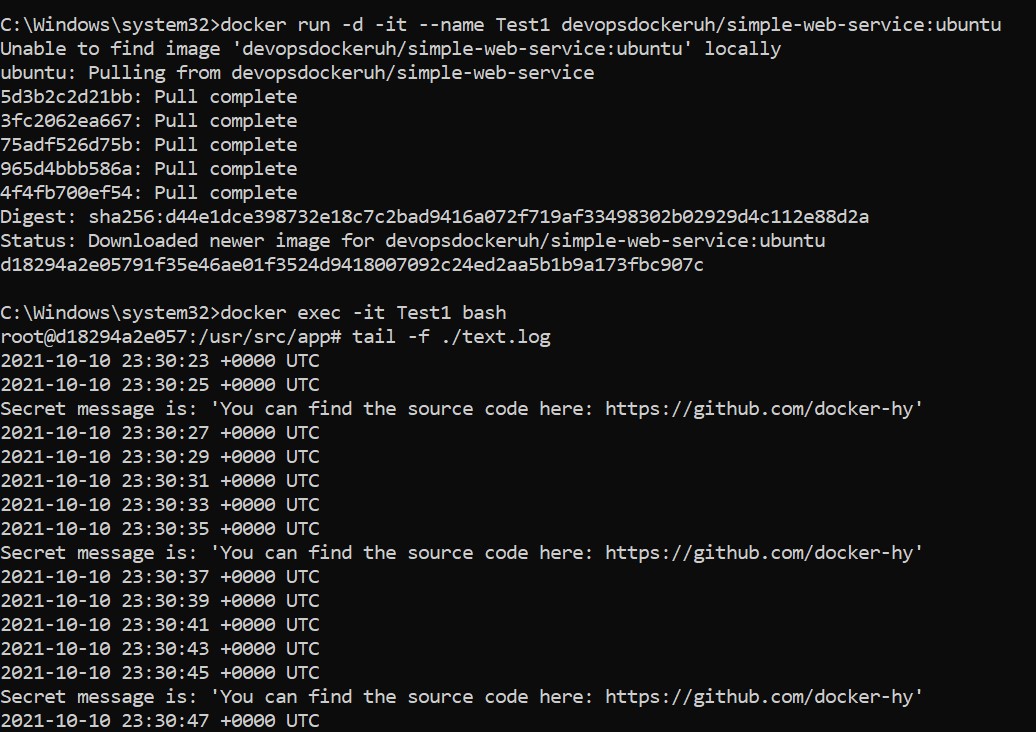 C:\Windows\system32>docker run -d -it --name Test1 devopsdockeruh/simple-web-service:ubuntu
Unable to find image 'devopsdockeruh/simple-web-service:ubuntu' locally
ubuntu: Pulling from devopsdockeruh/simple-web-service
5d3b2c2d21bb: Pull complete
3fc2062ea667: Pull complete
75adf526d75b: Pull complete
965d4bbb586a: Pull complete
4f4fb700ef54: Pull complete
Digest: sha256:d44e1dce398732e18c7c2bad9416a072f719af33498302b02929d4c112e88d2a
Status: Downloaded newer image for devopsdockeruh/simple-web-service:ubuntu
d18294a2e05791f35e46ae01f3524d9418007092c24ed2aa5b1b9a173fbc907c
C:\Windows\system32>docker exec -it Test1 bash
root@d18294a2e057:/usr/src/app# tail -f ./text.log
2021-10-10 23:30:23 +0000 UTC
2021-10-10 23:30:25 +0000 UTC
Secret message is: 'You can find the source code here: https://github.com/docker-hy'
2021-10-10 23:30:27 +0000 UTC
2021-10-10 23:30:29 +0000 UTC
2021-10-10 23:30:31 +0000 UTC
2021-10-10 23:30:33 +0000 UTC
2021-10-10 23:30:35 +0000 UTC
Secret message is: 'You can find the source code here: https://github.com/docker-hy'
2021-10-10 23:30:37 +0000 UTC
2021-10-10 23:30:39 +0000 UTC
2021-10-10 23:30:41 +0000 UTC
2021-10-10 23:30:43 +0000 UTC
2021-10-10 23:30:45 +0000 UTC
Secret message is: 'You can find the source code here: https://github.com/docker-hy'
2021-10-10 23:30:47 +0000 UTC